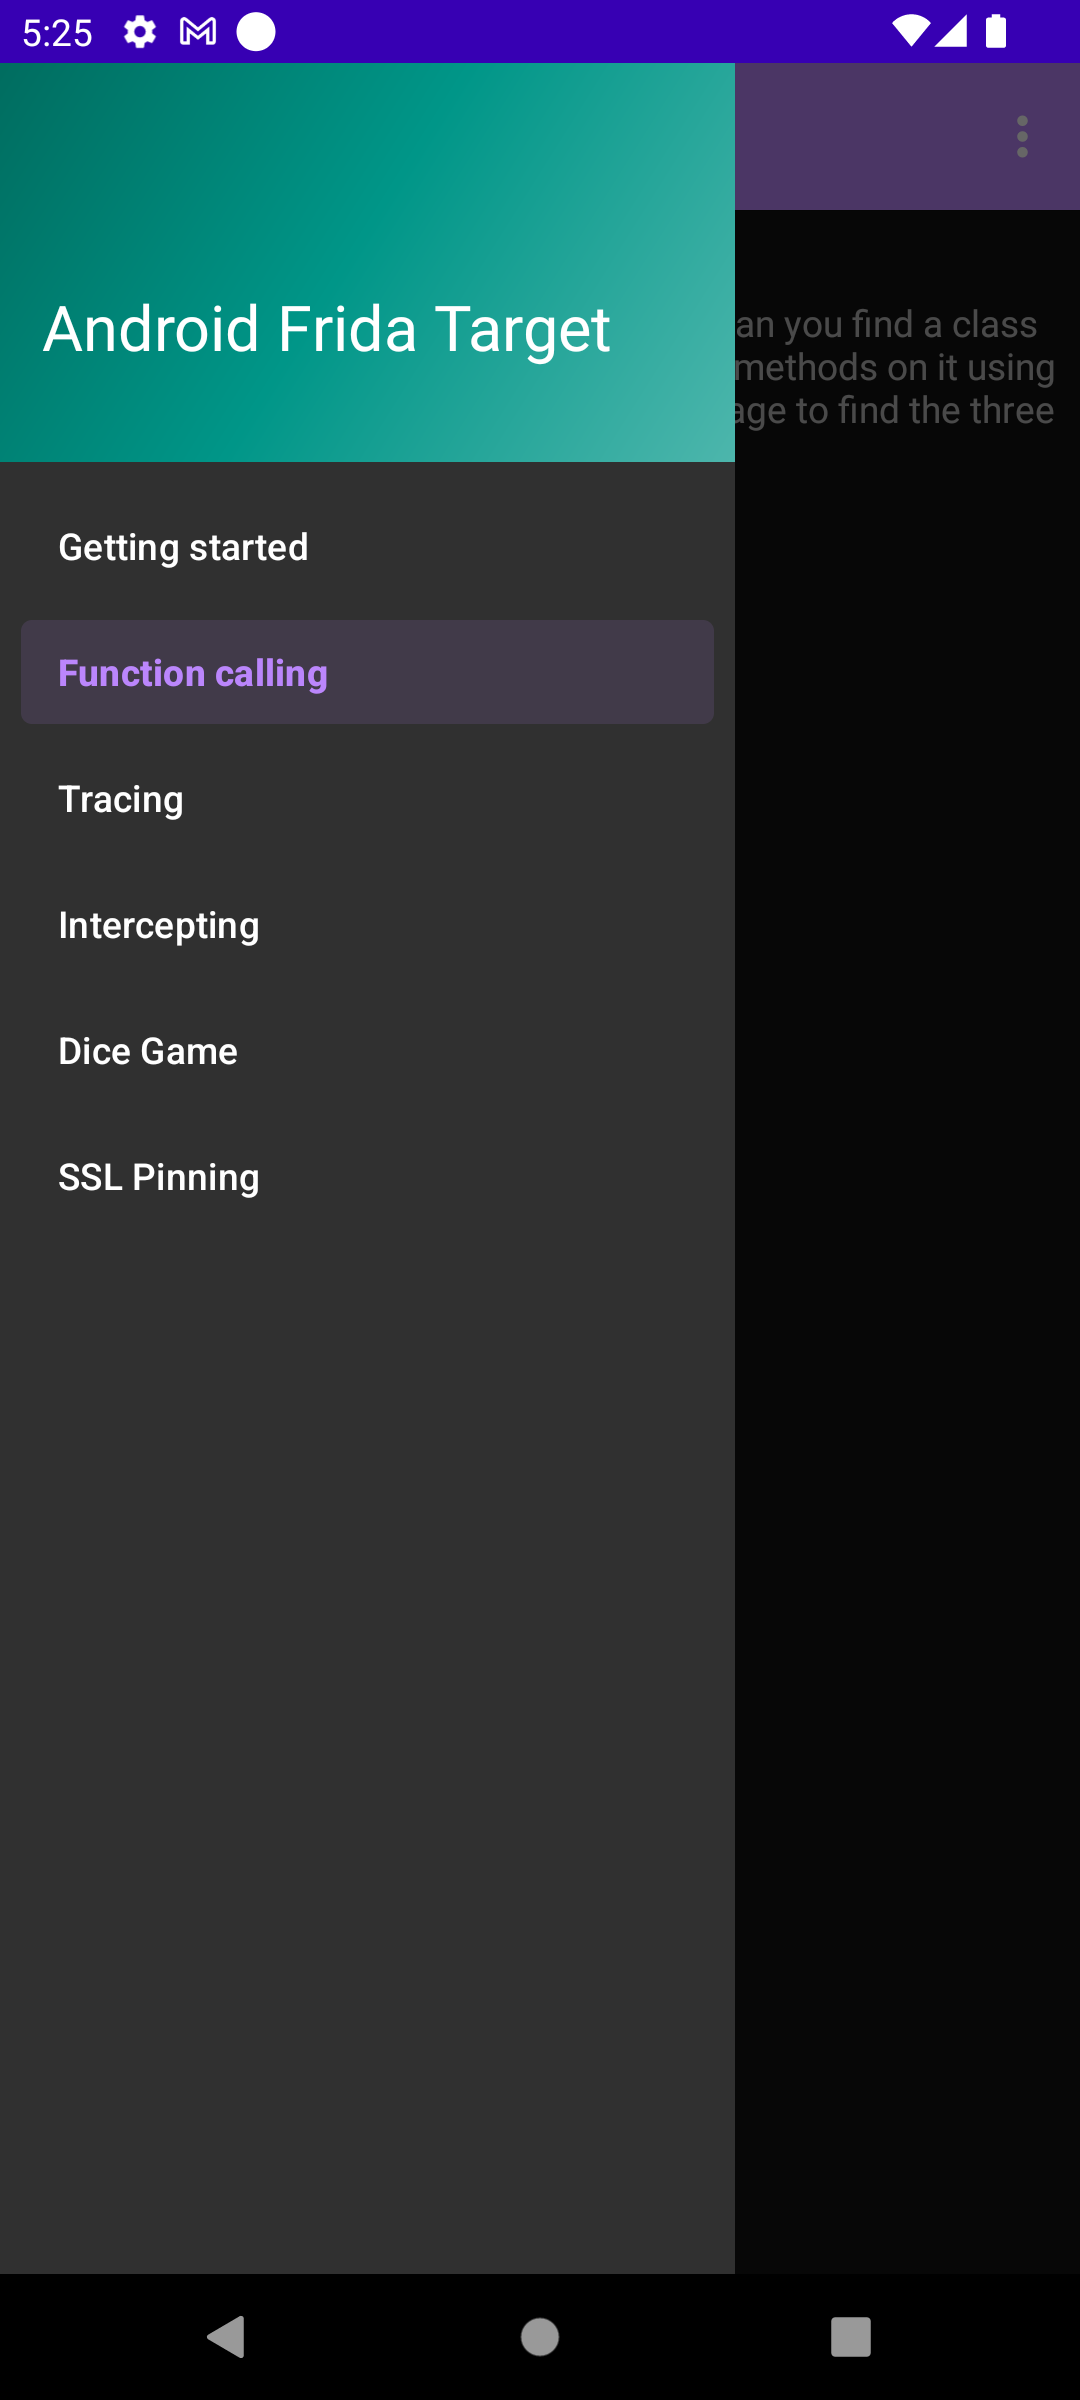 5:25
Android Frida Target
an you find a class
methods on it using
age to find the three
Getting started
Function calling
Tracing
Intercepting
Dice Game
SSL Pinning